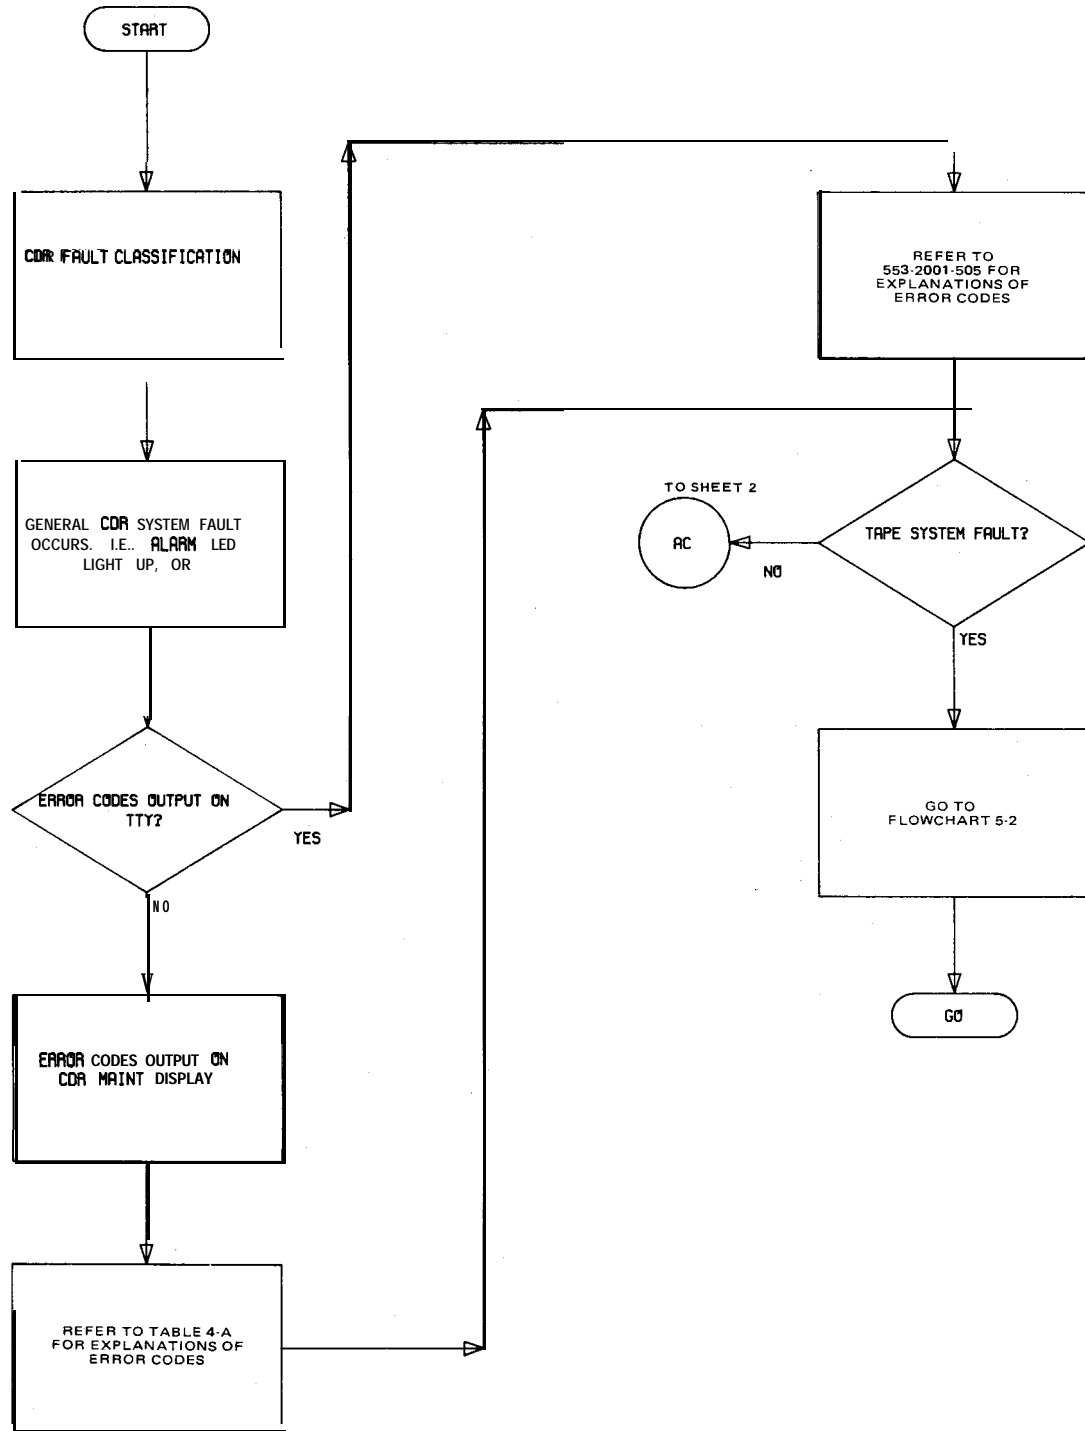 START
CDR FAULT CLASSIFICATION
GENERAL CDR SYSTEM FAULT
OCCURS. I.E.. ALARM LED
LIGHT UP, OR
ERROR CODES OUTPUT ON
TTY?
YES
NO
ERROR CODES OUTPUT ON
CDR MAINT DISPLAY
REFER TO TABLE 4-A
FOR EXPLANATIONS OF
ERROR CODES
REFER TO
553-2001-505 FOR
EXPLANATIONS OF
ERROR CODES
TAPE SYSTEM FAULT?
TO SHEET 2
AC
NO
YES
GO TO
FLOWCHART 5-2
GO